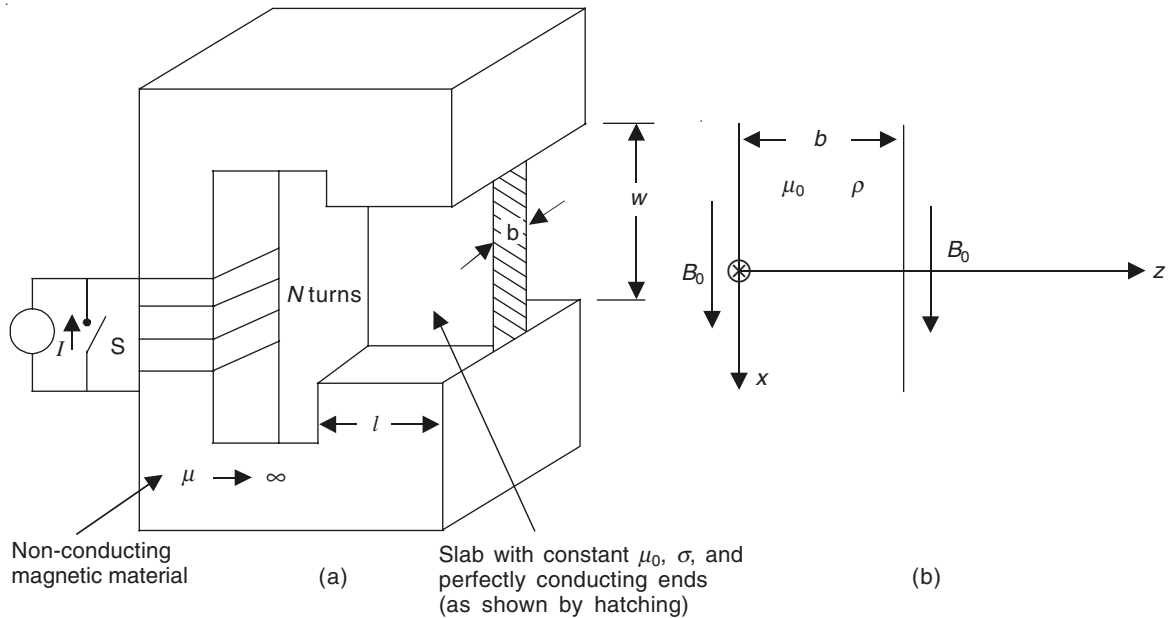 w
b
N turns
I
S
l
μ → ∞
Non-conducting
magnetic material
(a)
Slab with constant μ0, σ, and
perfectly conducting ends
(as shown by hatching)
b
μ0 ρ
B0
B0
z
x
(b)